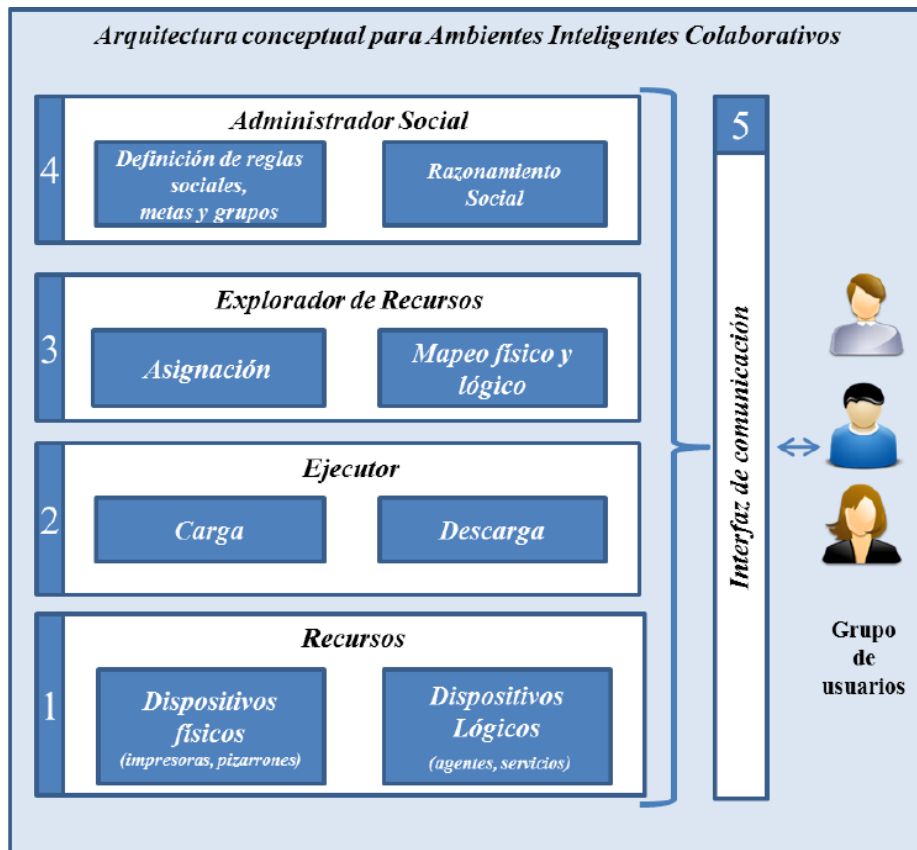 Arquitectura conceptual para Ambientes Inteligentes Colaborativos
4
Administrador Social
Definición de reglas
sociales,
metas y grupos
Razonamiento
Social
3
Explorador de Recursos
Asignación
Mapeo físico y
lógico
2
Ejecutor
Carga
Descarga
1
Recursos
Dispositivos
físicos
(impresoras, pizarrones)
Dispositivos
Lógicos
(agentes, servicios)
5
Interfaz de comunicación
Grupo
de
usuarios